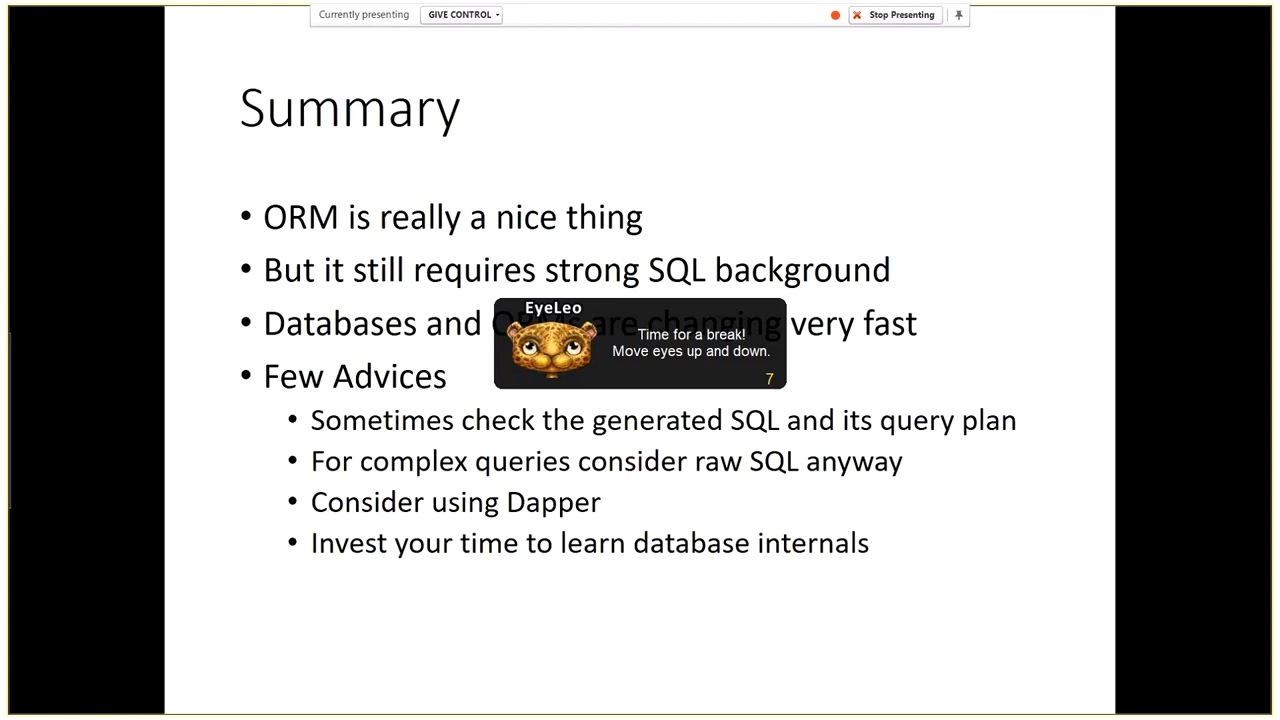 Currently presenting
GIVE CONTROL
Stop Presenting
Summary
• ORM is really a nice thing
• But it still requires strong SQL background
• Databases and ORMs are changing very fast
EyeLeo
Time for a break!
Move eyes up and down.
7
• Few Advices
• Sometimes check the generated SQL and its query plan
• For complex queries consider raw SQL anyway
• Consider using Dapper
• Invest your time to learn database internals